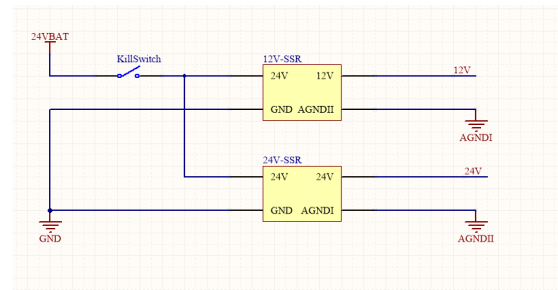 24VBAT
KillSwitch
12V-SSR
24V 12V
12V
GND AGNDII
AGNDI
24V-SSR
24V 24V
24V
GND AGNDI
GND
AGNDII